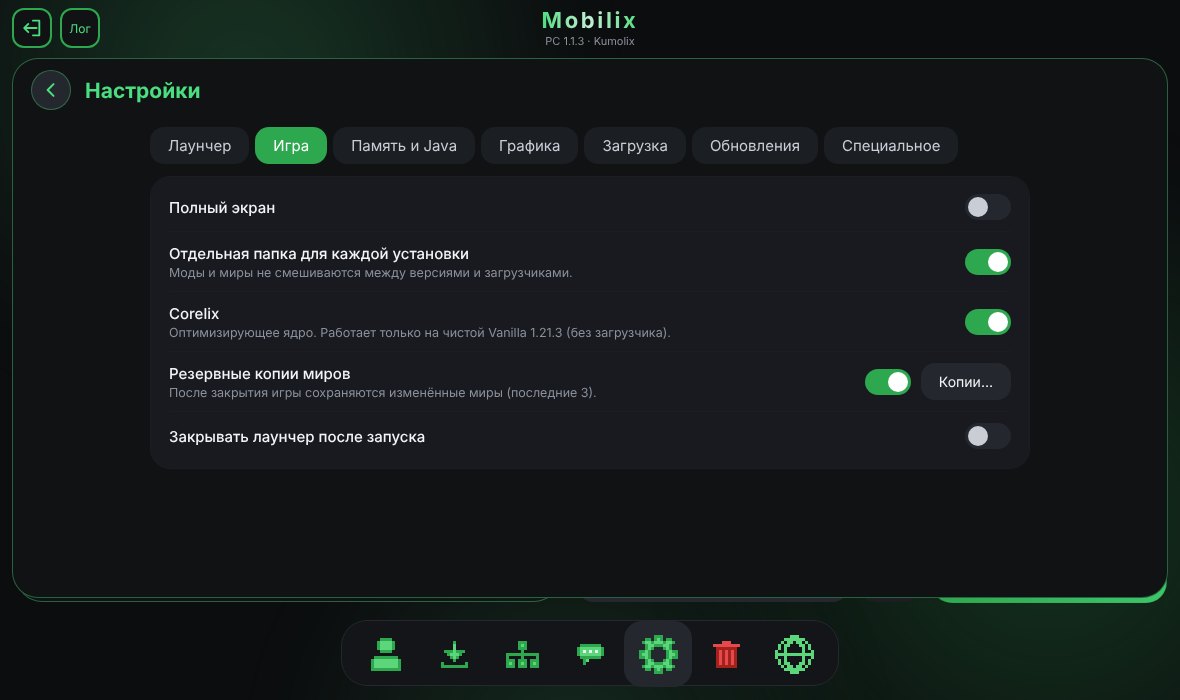 Лог
Mobilix
PC 1.1.3 · Kumolix
Настройки
Лаунчер
Игра
Память и Java
Графика
Загрузка
Обновления
Специальное
Полный экран
Отдельная папка для каждой установки
Моды и миры не смешиваются между версиями и загрузчиками.
Corelix
Оптимизирующее ядро. Работает только на чистой Vanilla 1.21.3 (без загрузчика).
Резервные копии миров
После закрытия игры сохраняются изменённые миры (последние 3).
Копии...
Закрывать лаунчер после запуска